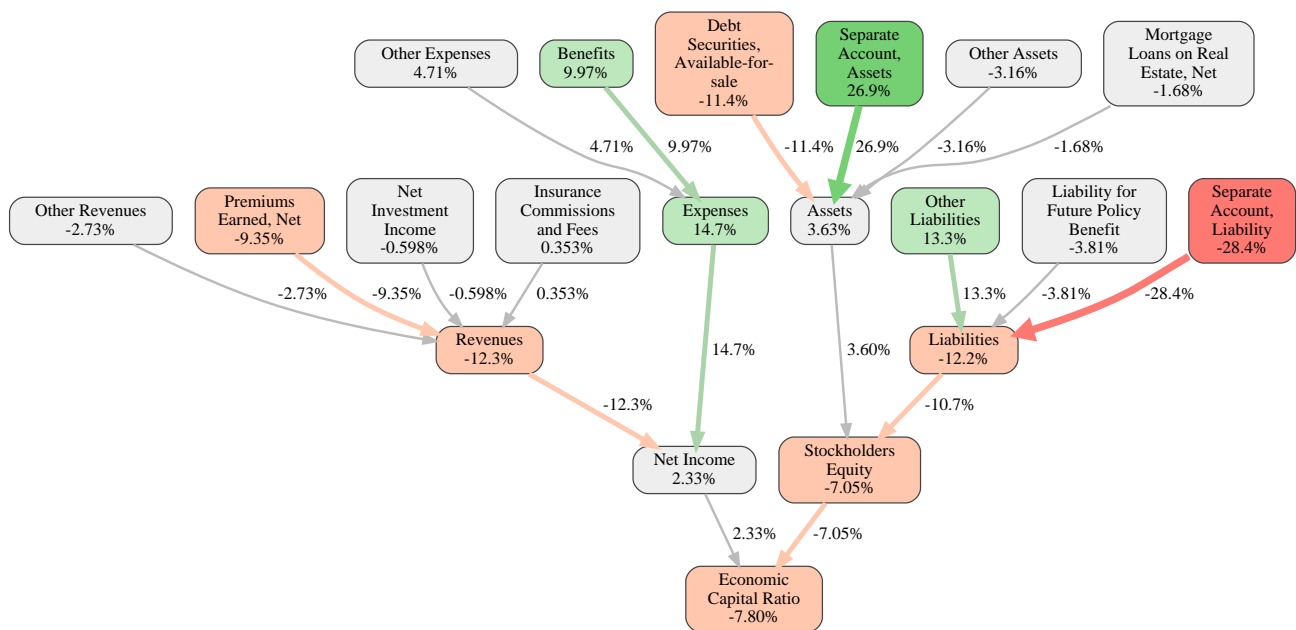 Other Expenses
4.71%
Benefits
9.97%
Debt
Securities,
Available-for-
sale
-11.4%
Separate
Account,
Assets
26.9%
Other Assets
-3.16%
Mortgage
Loans on Real
Estate, Net
-1.68%
4.71%
9.97%
-11.4%
26.9%
-3.16%
-1.68%
Other Revenues
-2.73%
Premiums
Earned, Net
-9.35%
Net
Investment
Income
-0.598%
Insurance
Commissions
and Fees
0.353%
Expenses
14.7%
Assets
3.63%
Other
Liabilities
13.3%
Liability for
Future Policy
Benefit
-3.81%
Separate
Account,
Liability
-28.4%
-2.73%
-9.35%
-0.598%
0.353%
14.7%
3.60%
13.3%
-3.81%
-28.4%
Revenues
-12.3%
Liabilities
-12.2%
-12.3%
-10.7%
Net Income
2.33%
Stockholders
Equity
-7.05%
2.33%
-7.05%
Economic
Capital Ratio
-7.80%